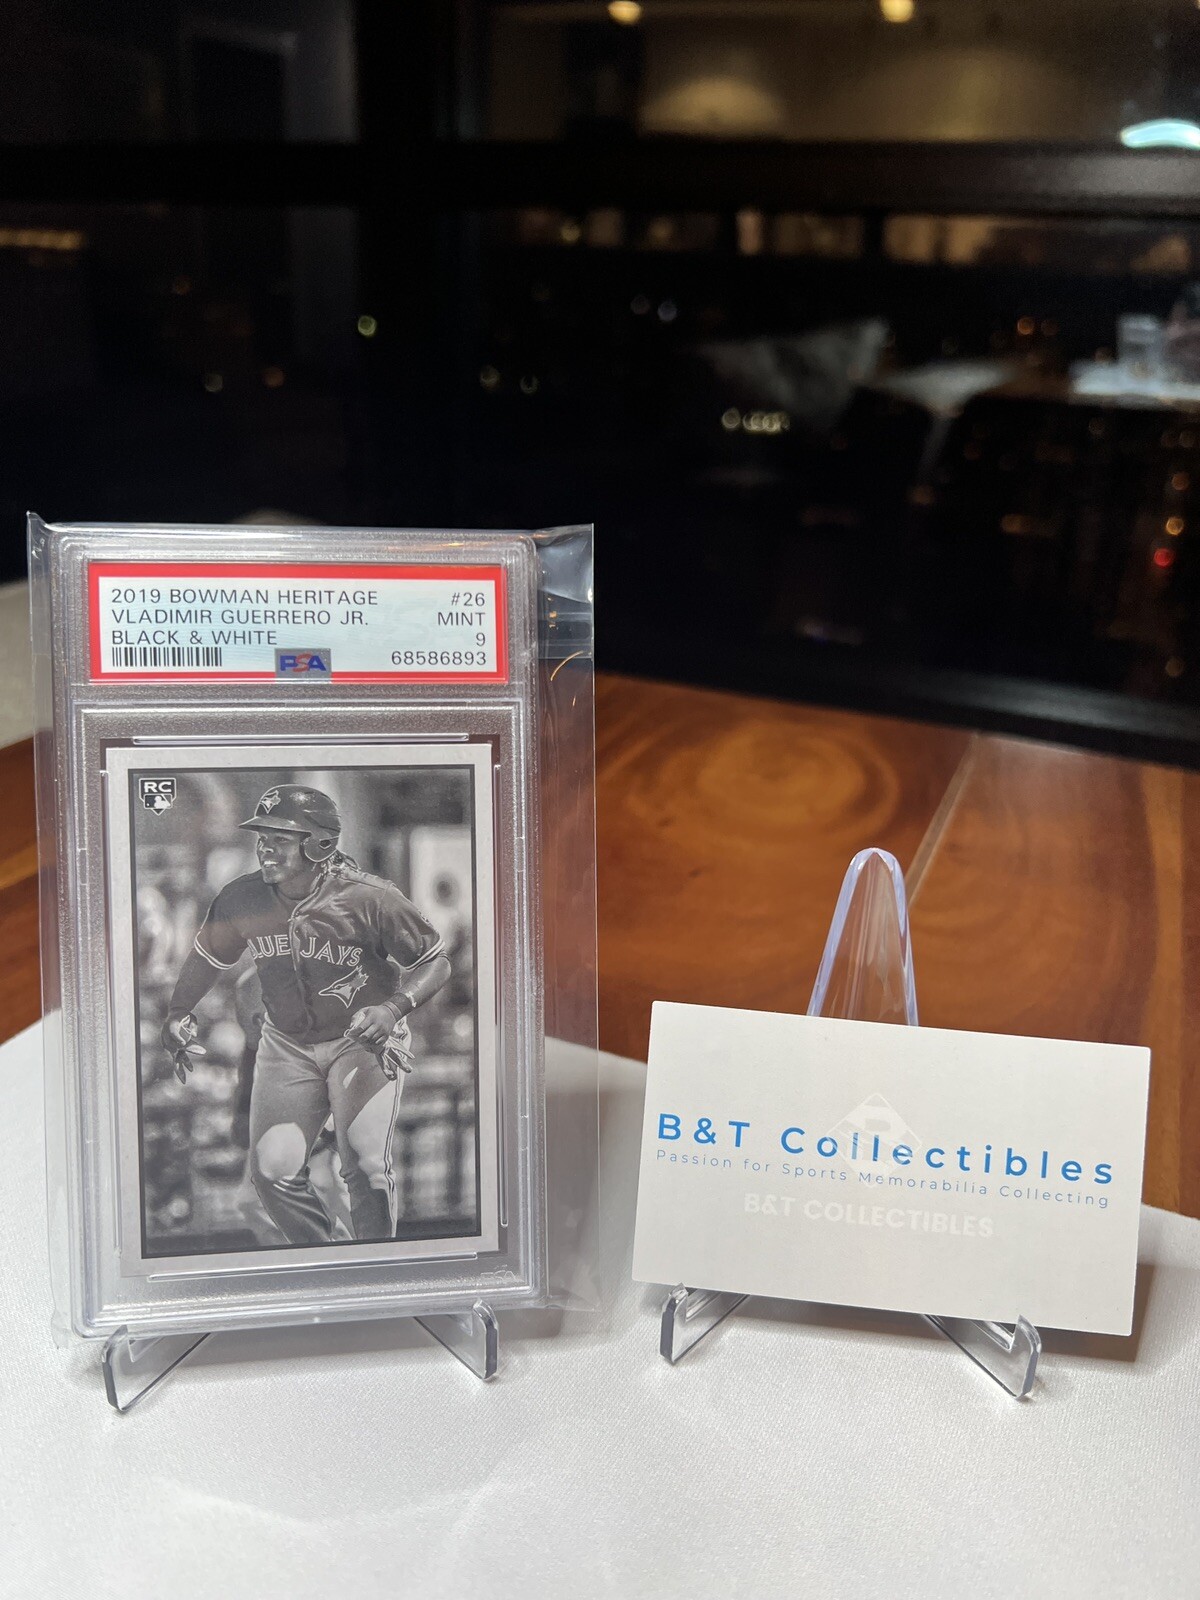 2019 BOWMAN HERITAGE #26
VLADIMIR GUERRERO JR. MINT
BLACK & WHITE 9
PSA 68586893
RC
BLUE JAYS
B&T Collectibles
Passion for Sports Memorabilia Collecting
B&T COLLECTIBLES